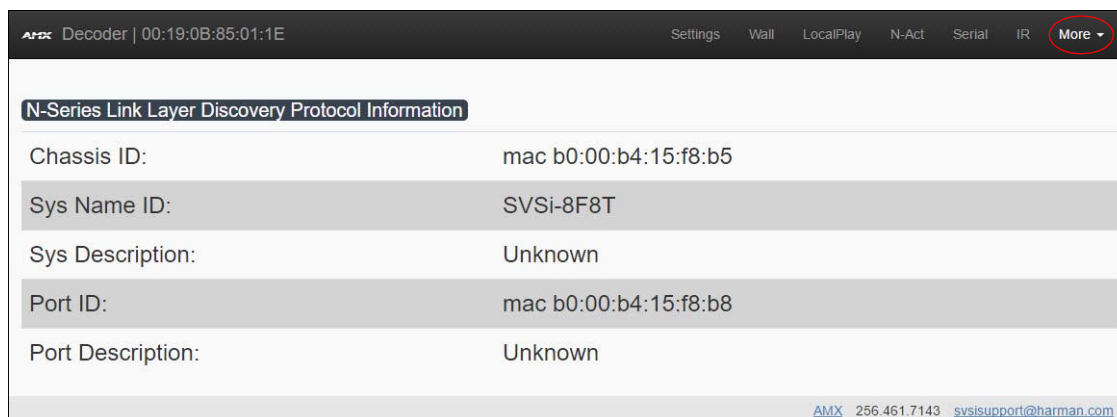 AMX Decoder | 00:19:0B:85:01:1E Settings Wall LocalPlay N-Act Serial IR More
N-Series Link Layer Discovery Protocol Information
Chassis ID: mac b0:00:b4:15:f8:b5
Sys Name ID: SVSi-8F8T
Sys Description: Unknown
Port ID: mac b0:00:b4:15:f8:b8
Port Description: Unknown
AMX 256.461.7143 svsisupport@harman.com